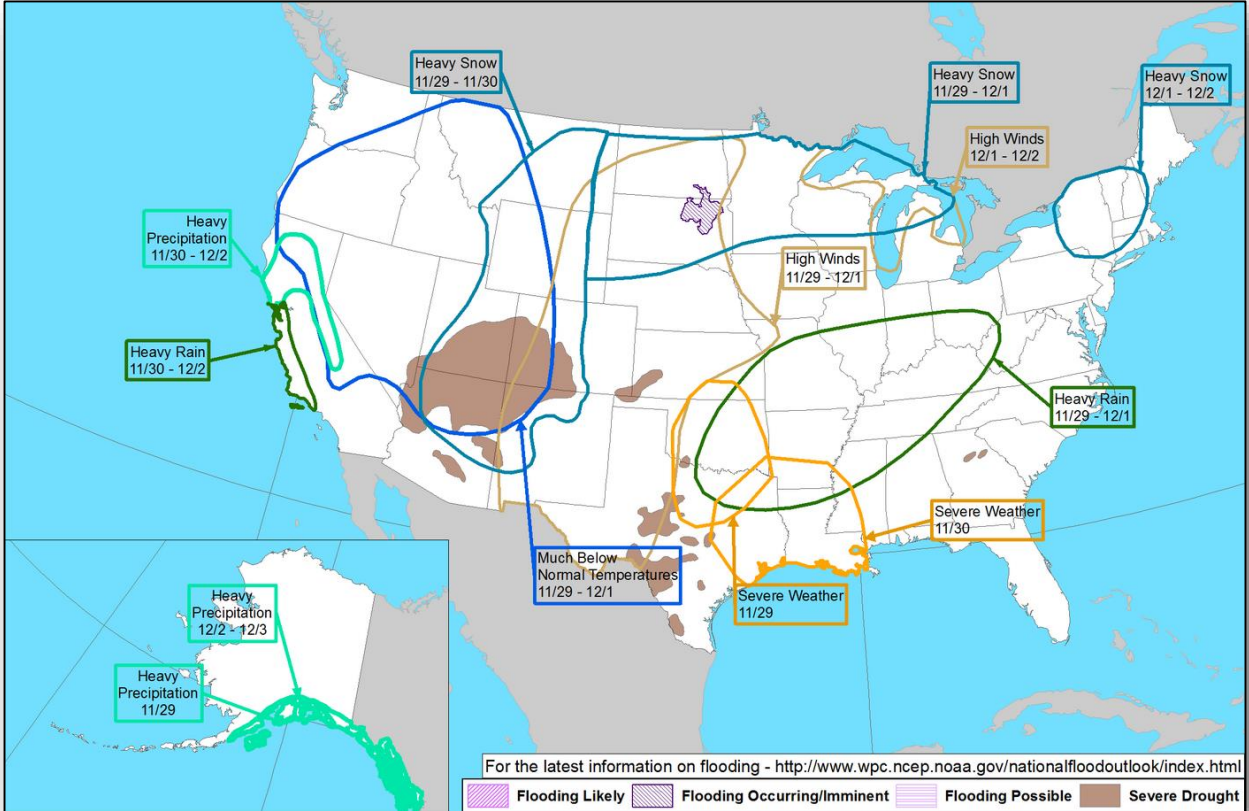 Heavy Snow
11/29 - 11/30
Heavy Snow
11/29 - 12/1
Heavy Snow
12/1 - 12/2
High Winds
12/1 - 12/2
Heavy
Precipitation
11/30 - 12/2
High Winds
11/29 - 12/1
Heavy Rain
11/30 - 12/2
Heavy Rain
11/29 - 12/1
Severe Weather
11/30
Much Below
Normal Temperatures
11/29 - 12/1
Severe Weather
11/29
Heavy
Precipitation
12/2 - 12/3
Heavy
Precipitation
11/29
For the latest information on flooding - http://www.wpc.ncep.noaa.gov/nationalfloodoutlook/index.html
Flooding Likely Flooding Occurring/Imminent Flooding Possible Severe Drought